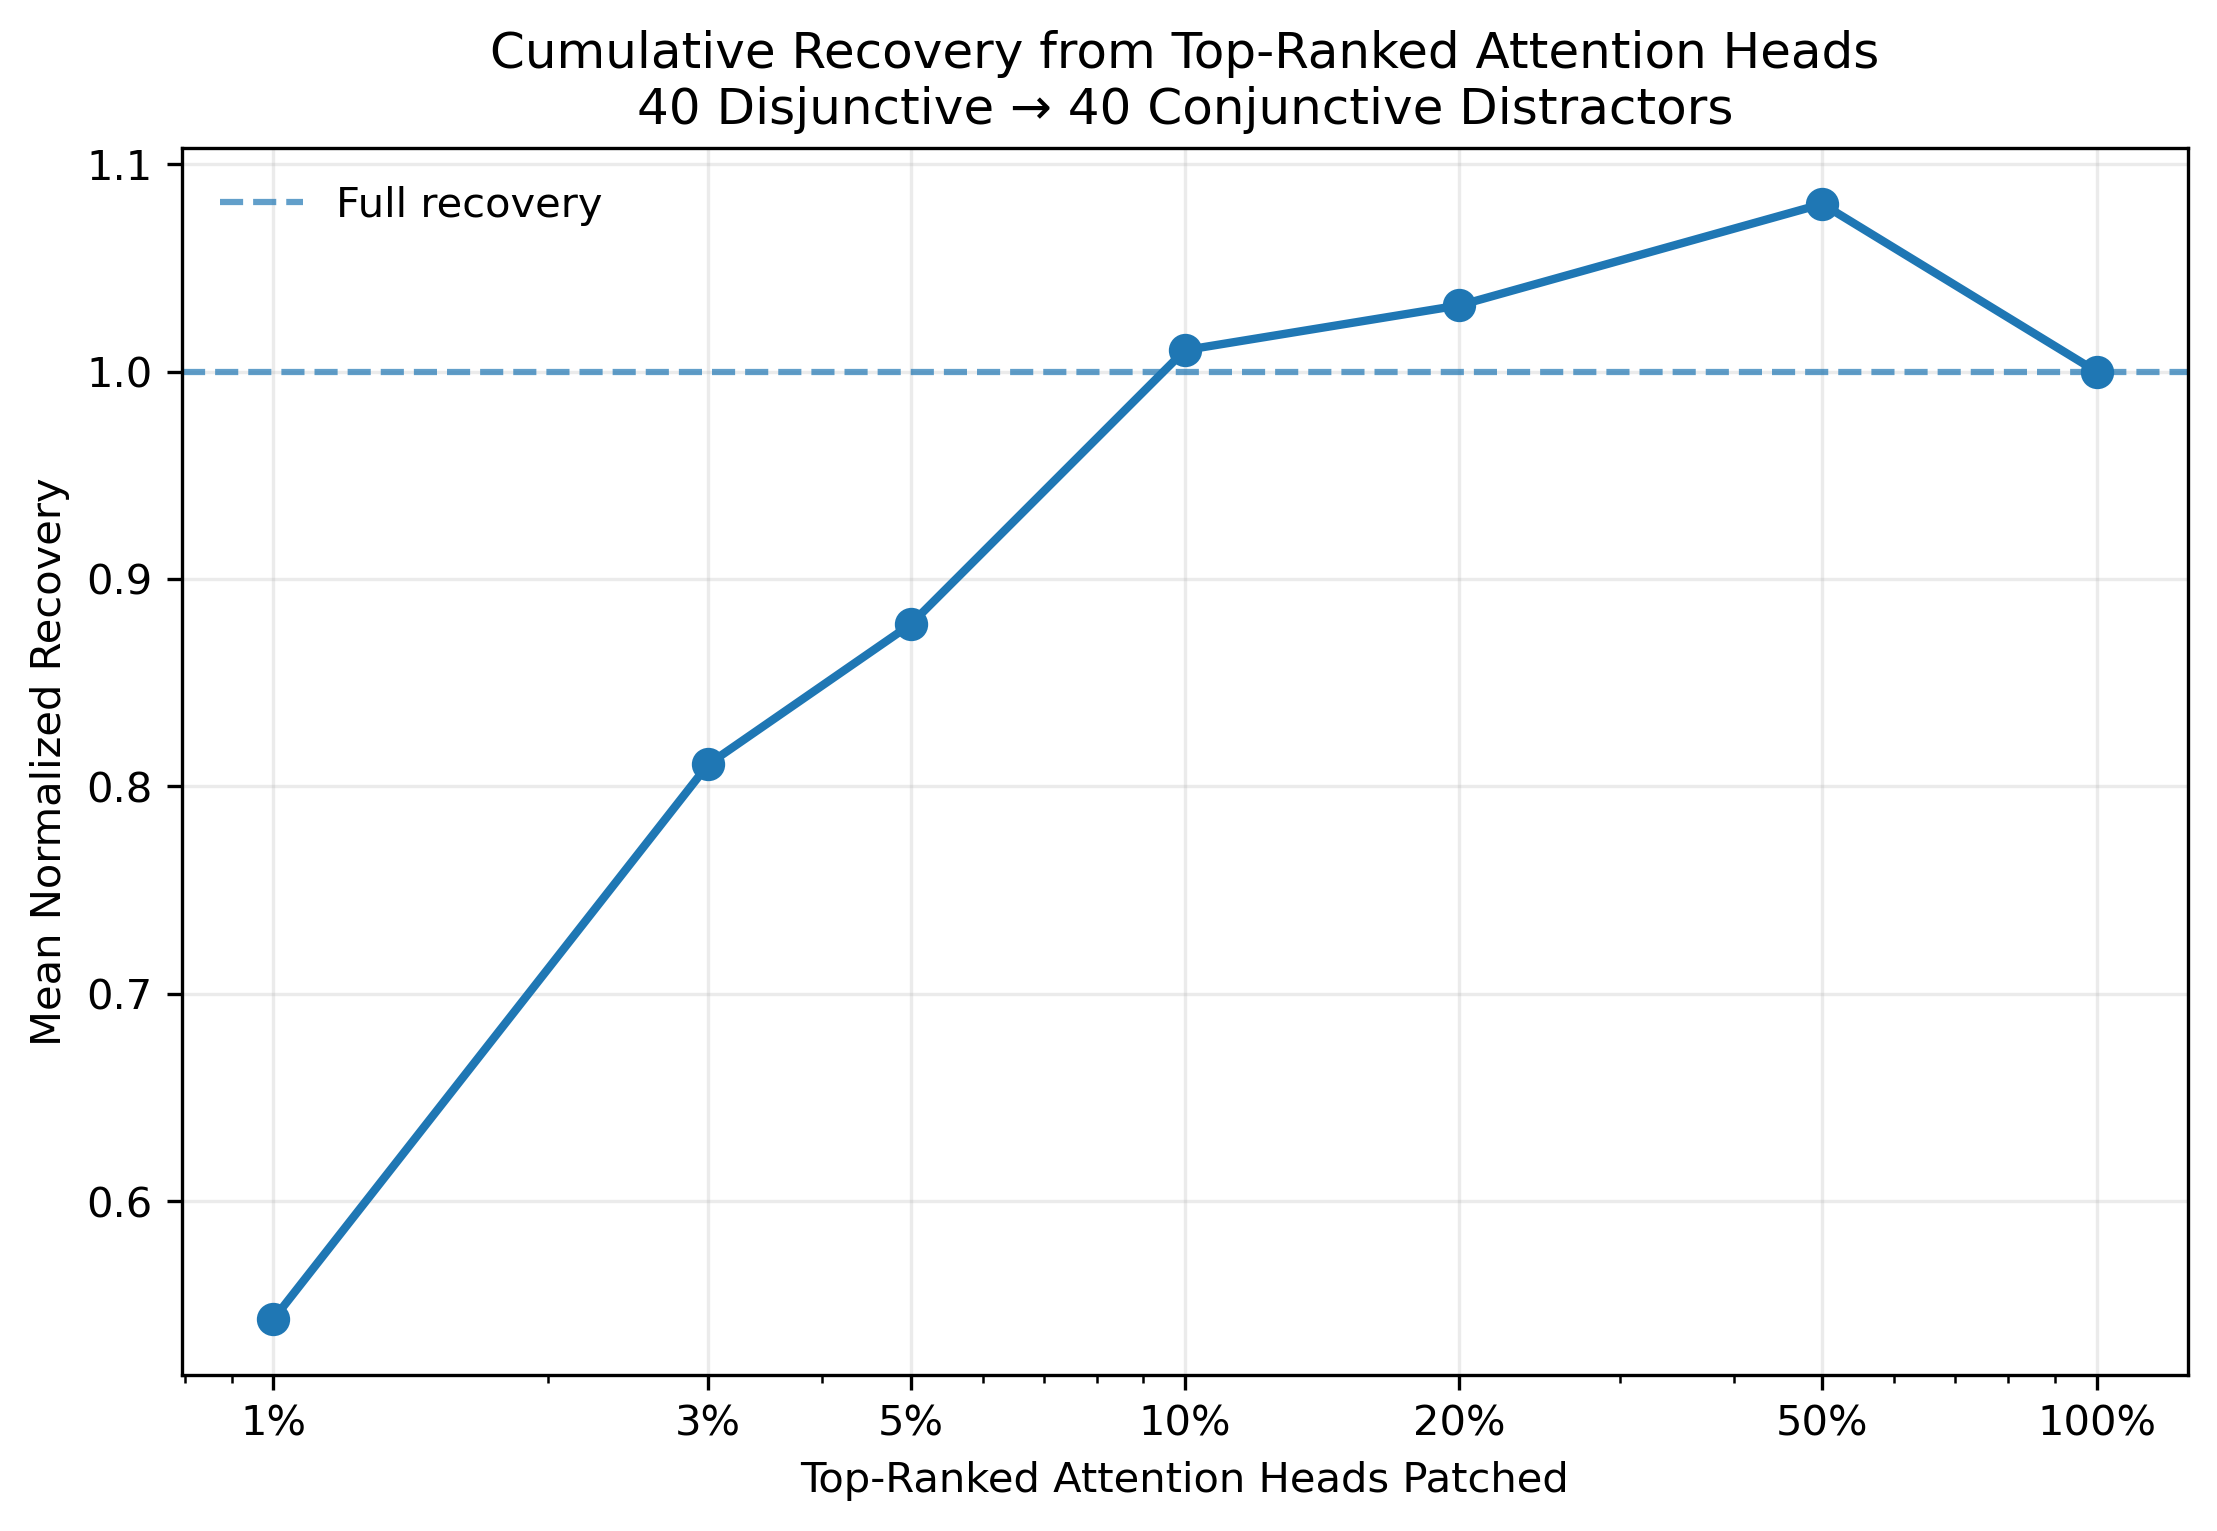 Cumulative Recovery from Top-Ranked Attention Heads
40 Disjunctive → 40 Conjunctive Distractors
1.1
1.0
0.9
0.8
0.7
0.6
Mean Normalized Recovery
Full recovery
1%
3%
5%
10%
20%
50%
100%
Top-Ranked Attention Heads Patched